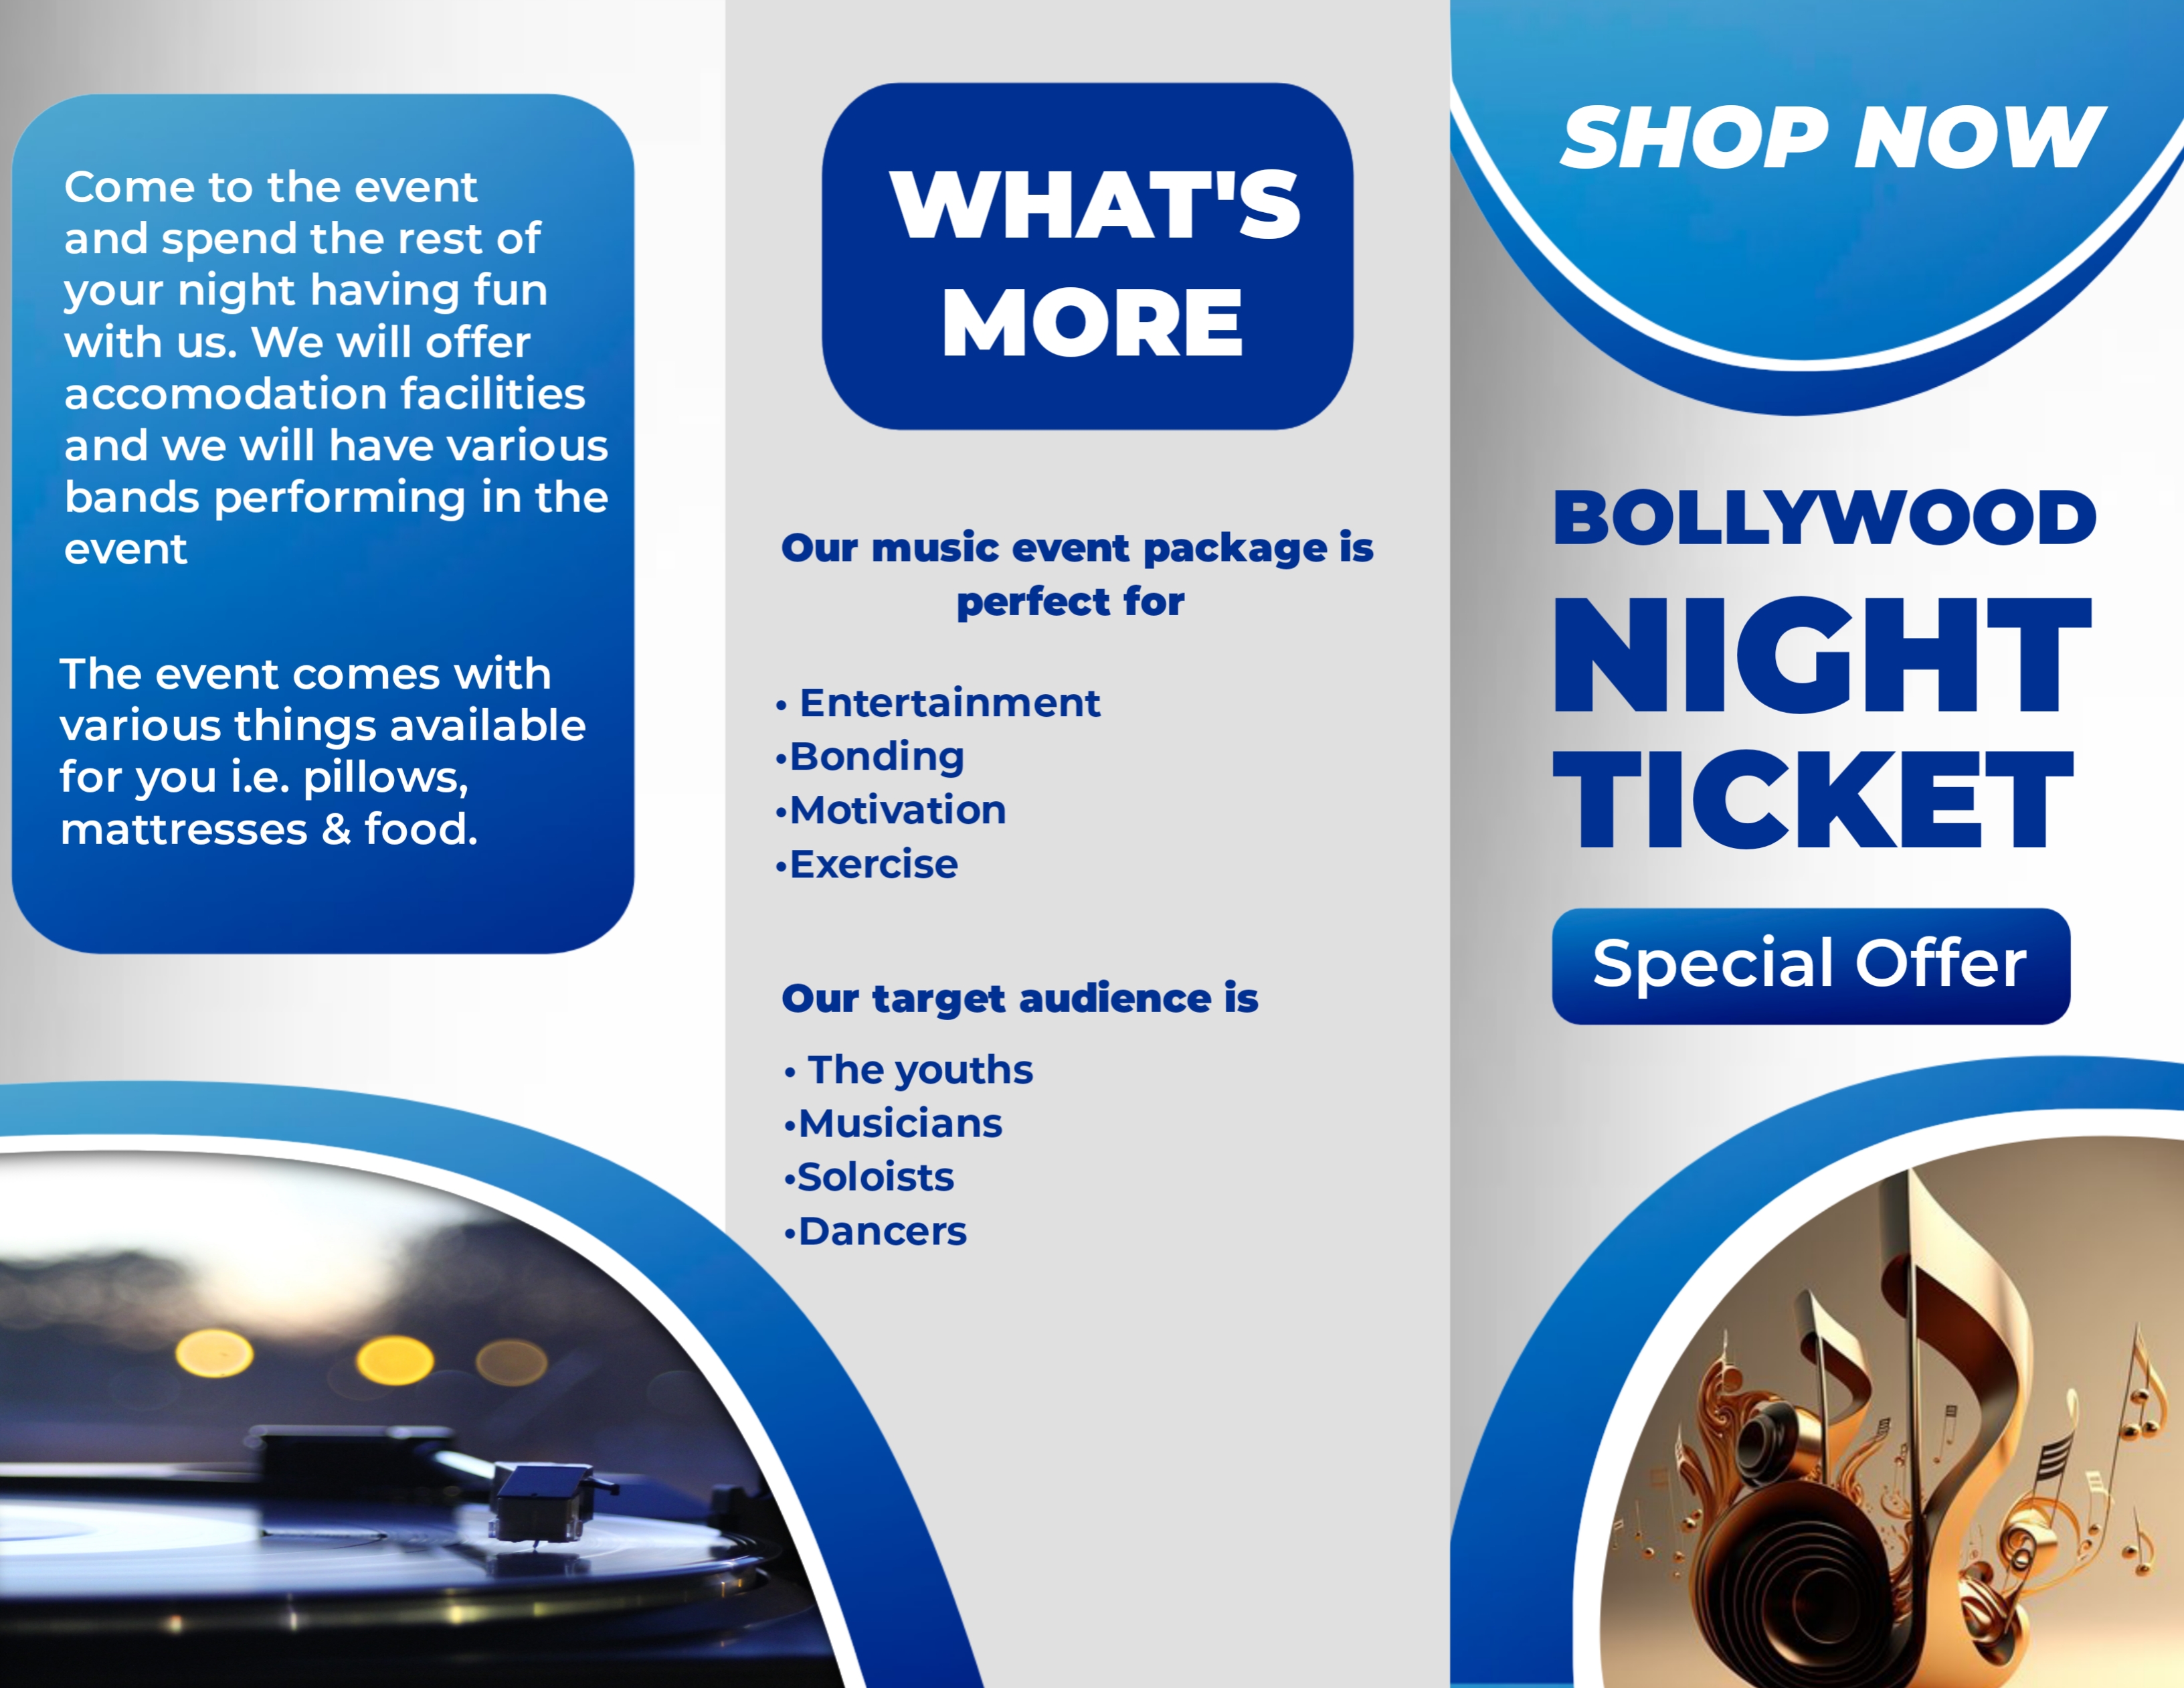 Come to the event
and spend the rest of
your night having fun
with us. We will offer
accomodation facilities
and we will have various
bands performing in the
event
The event comes with
various things available
for you i.e. pillows,
mattresses & food.
WHAT'S
MORE
Our music event package is
perfect for
• Entertainment
•Bonding
•Motivation
•Exercise
Our target audience is
• The youths
•Musicians
•Soloists
•Dancers
SHOP NOW
BOLLYWOOD
NIGHT
TICKET
Special Offer